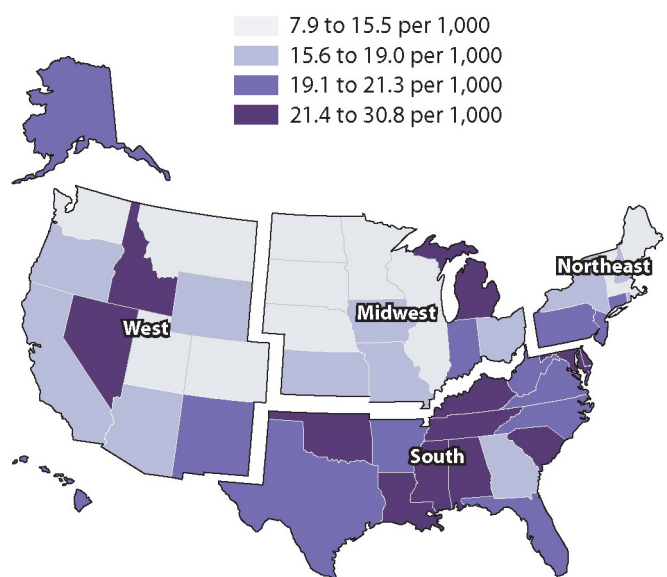 7.9 to 15.5 per 1,000
15.6 to 19.0 per 1,000
19.1 to 21.3 per 1,000
21.4 to 30.8 per 1,000
Northeast
Midwest
West
South